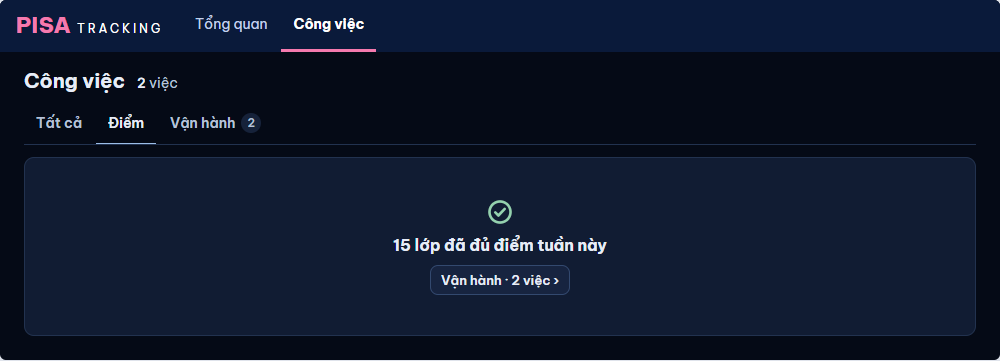 PISA TRACKING Tổng quan Công việc
Công việc 2 việc
Tất cả Điểm Vận hành 2
15 lớp đã đủ điểm tuần này
Vận hành · 2 việc ›